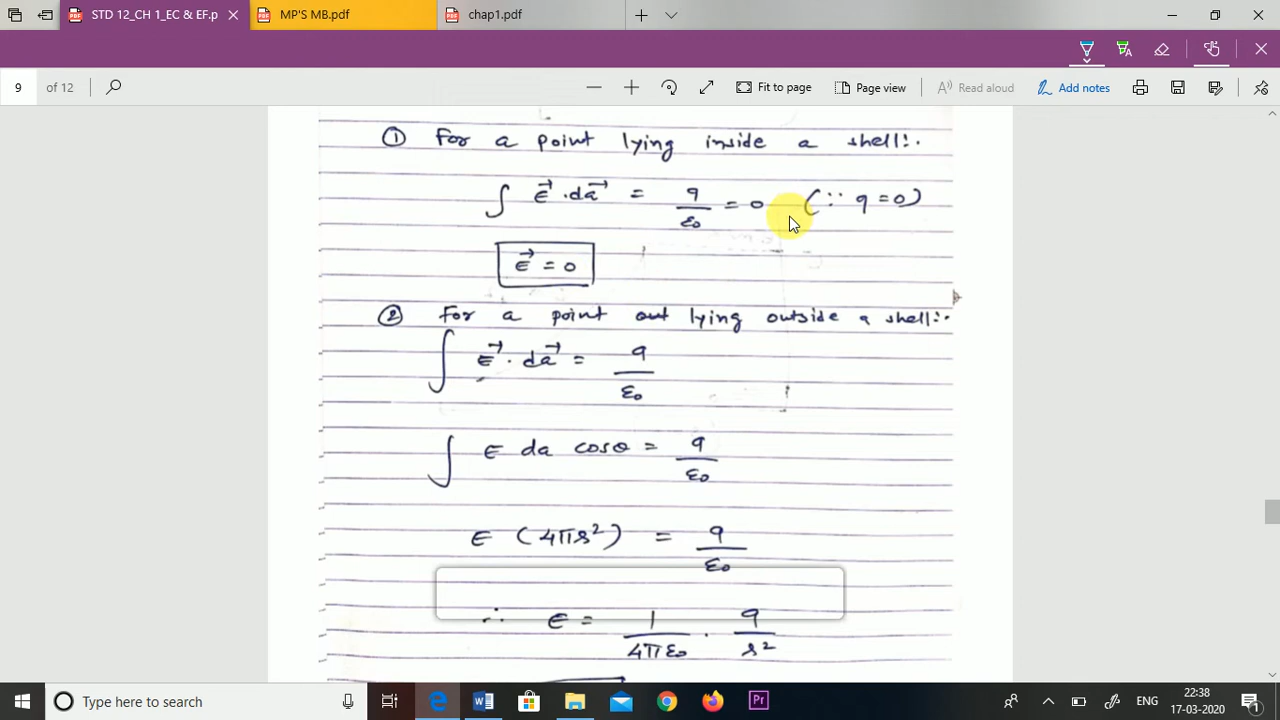 STD 12_CH 1_EC & EF.p
MP'S MB.pdf
chap1.pdf
9 of 12
Fit to page
Page view
Read aloud
Add notes
① For a point lying inside a shell:.
∫ E⃗ . da⃗ = q/ε₀ = 0 (∵ q = 0)
E⃗ = 0
② For a point out lying outside a shell:.
∫ E⃗ . da⃗ = q/ε₀
∫ E da cosθ = q/ε₀
E (4πr²) = q/ε₀
∴ E = 1/4πε₀ . q/r²
Type here to search
ENG
22:38
17-03-2020